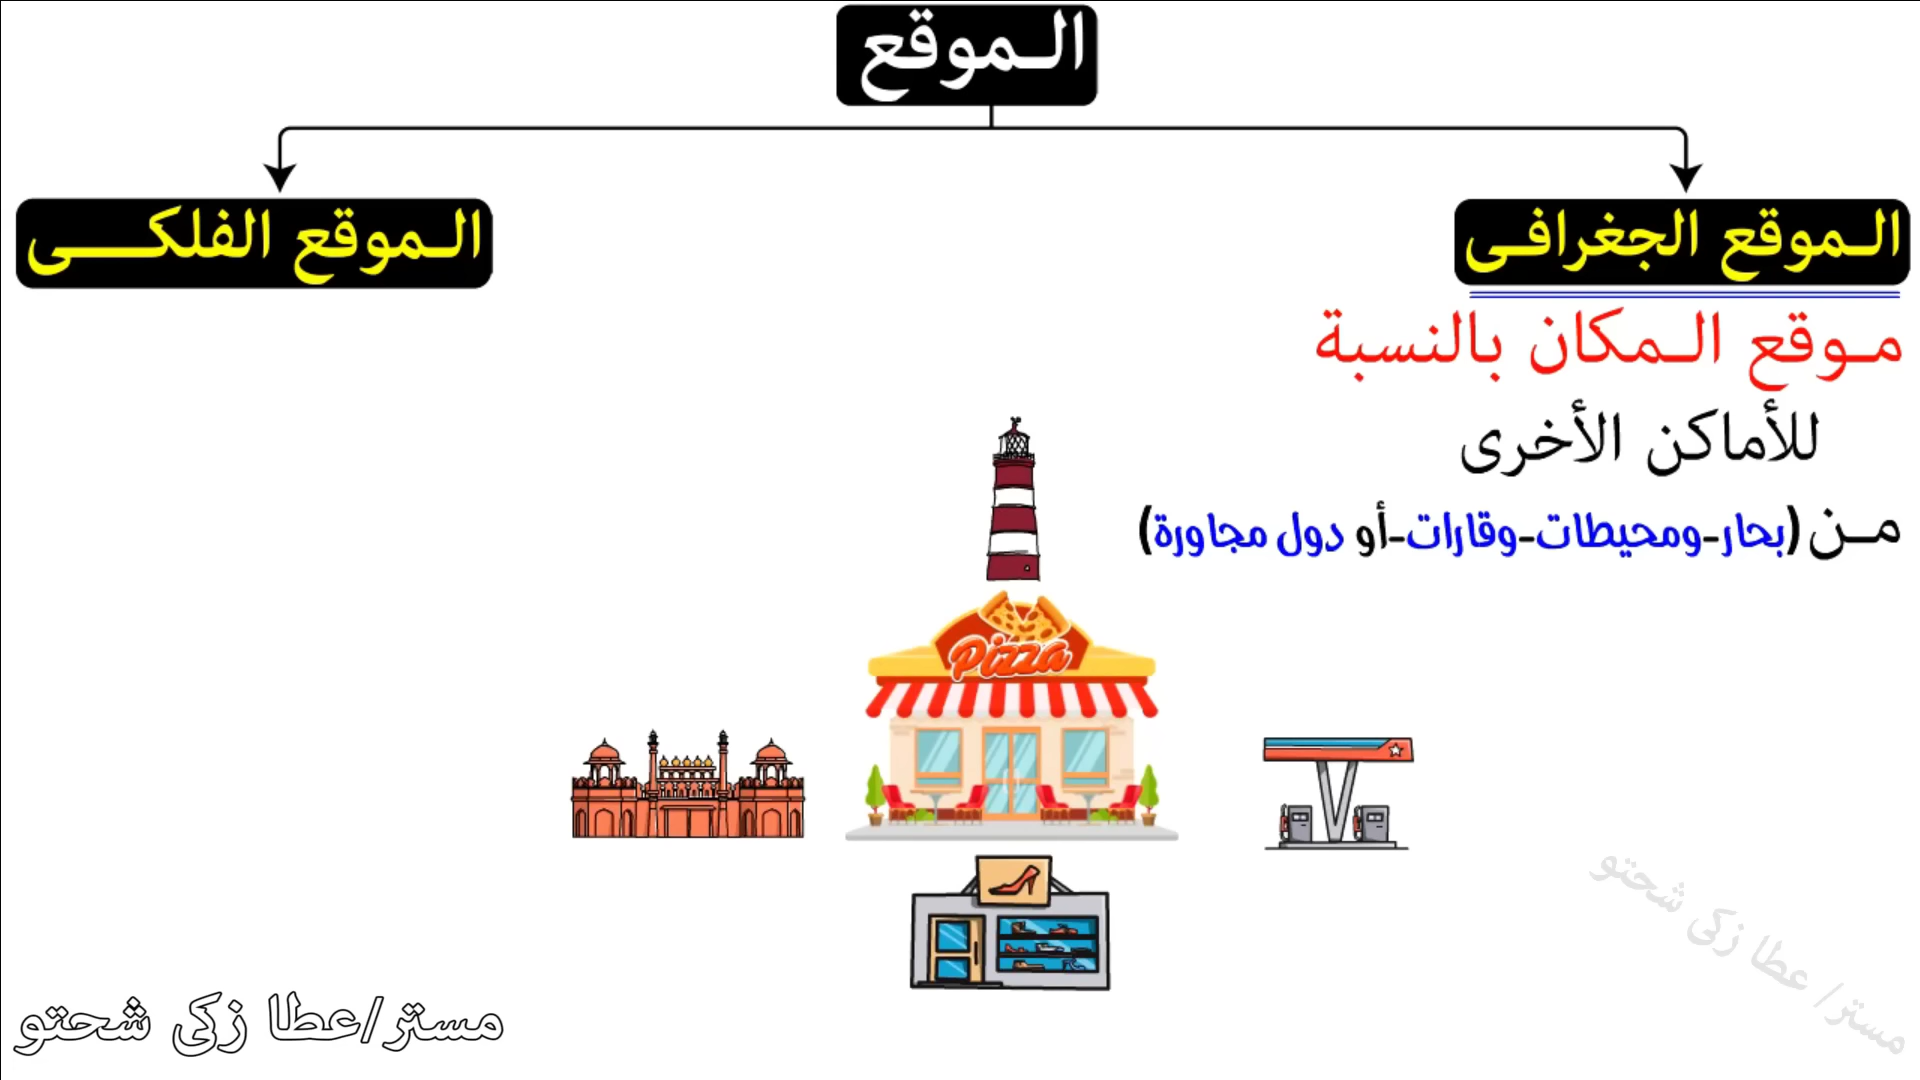 الـموقع
الـموقع الجغرافـى
الـموقع الفلكـــى
مـوقع الـمكان بالنسبة
للأماكن الأخرى
مـن (بحار-ومحيطات-وقارات-أو دول مجاورة)
Pizza
مستر/عطا زكى شحتو
مستر/ عطا زكى شحتو